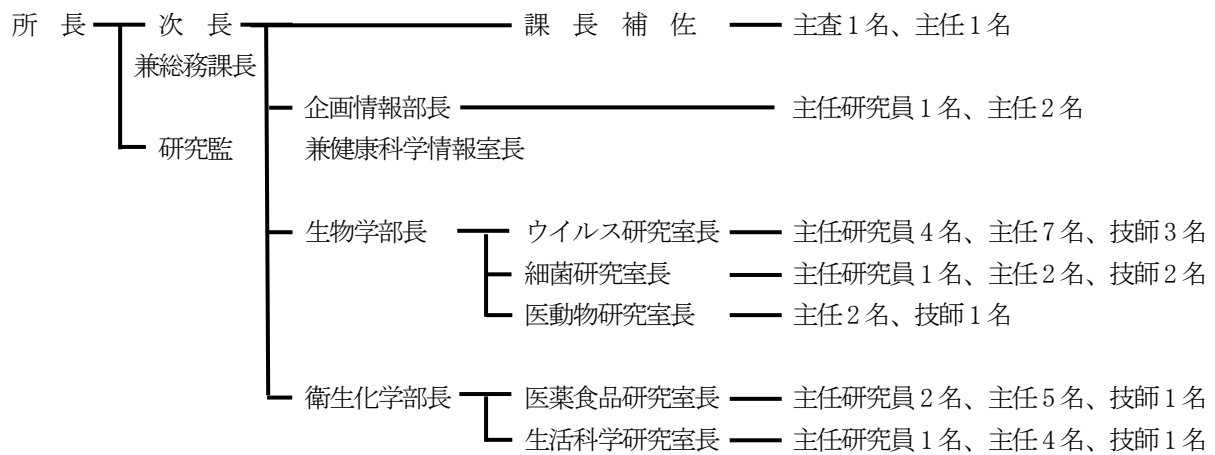 所 長 次 長 課 長 補 佐 主査1名、主任1名
兼総務課長
企画情報部長 主任研究員1名、主任2名
研究監 兼健康科学情報室長
生物学部長 ウイルス研究室長 主任研究員4名、主任7名、技師3名
細菌研究室長 主任研究員1名、主任2名、技師2名
医動物研究室長 主任2名、技師1名
衛生化学部長 医薬食品研究室長 主任研究員2名、主任5名、技師1名
生活科学研究室長 主任研究員1名、主任4名、技師1名